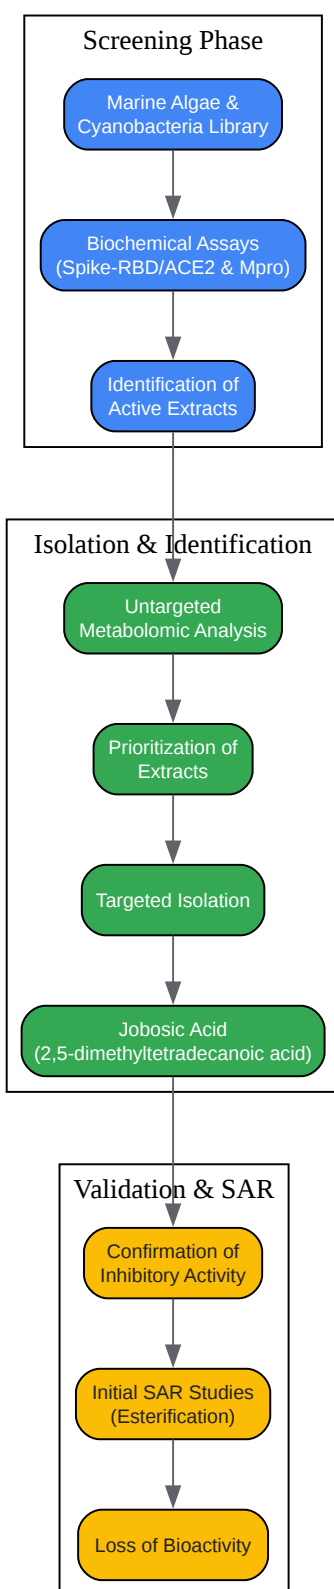 Screening Phase
Marine Algae &
Cyanobacteria Library
Biochemical Assays
(Spike-RBD/ACE2 & Mpro)
Identification of
Active Extracts
Isolation & Identification
Untargeted
Metabolomic Analysis
Prioritization of
Extracts
Targeted Isolation
Jobosic Acid
(2,5-dimethyltetradecanoic acid)
Validation & SAR
Confirmation of
Inhibitory Activity
Initial SAR Studies
(Esterification)
Loss of Bioactivity